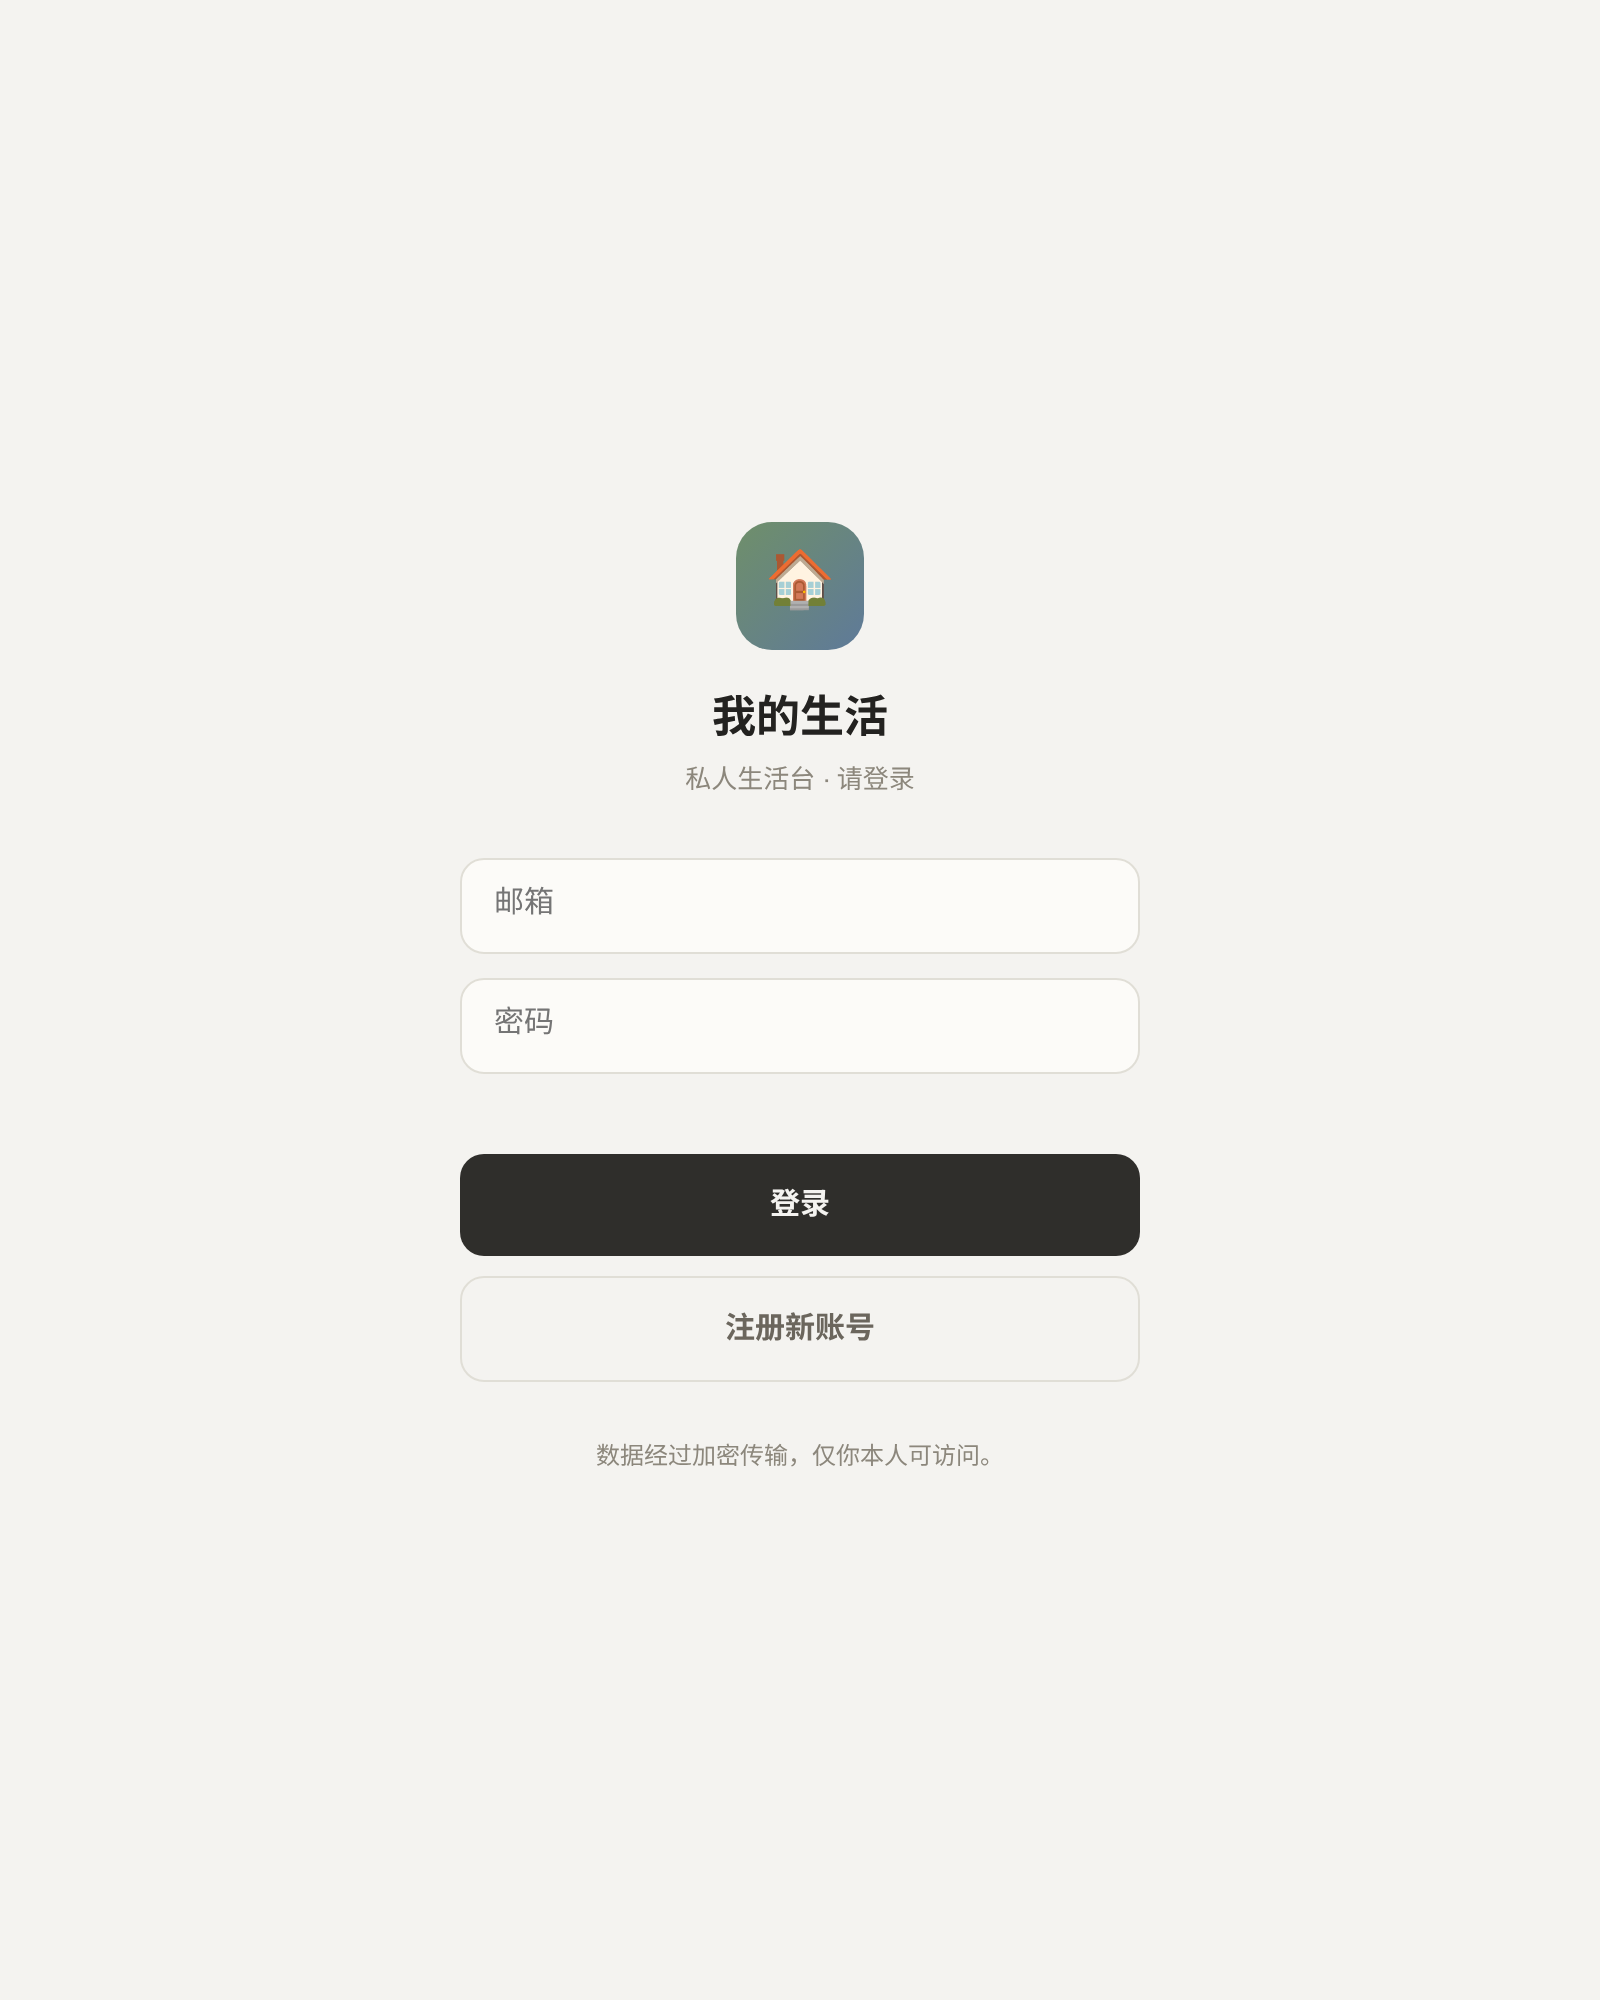 我的生活
私人生活台 · 请登录
邮箱
密码
登录
注册新账号
数据经过加密传输，仅你本人可访问。